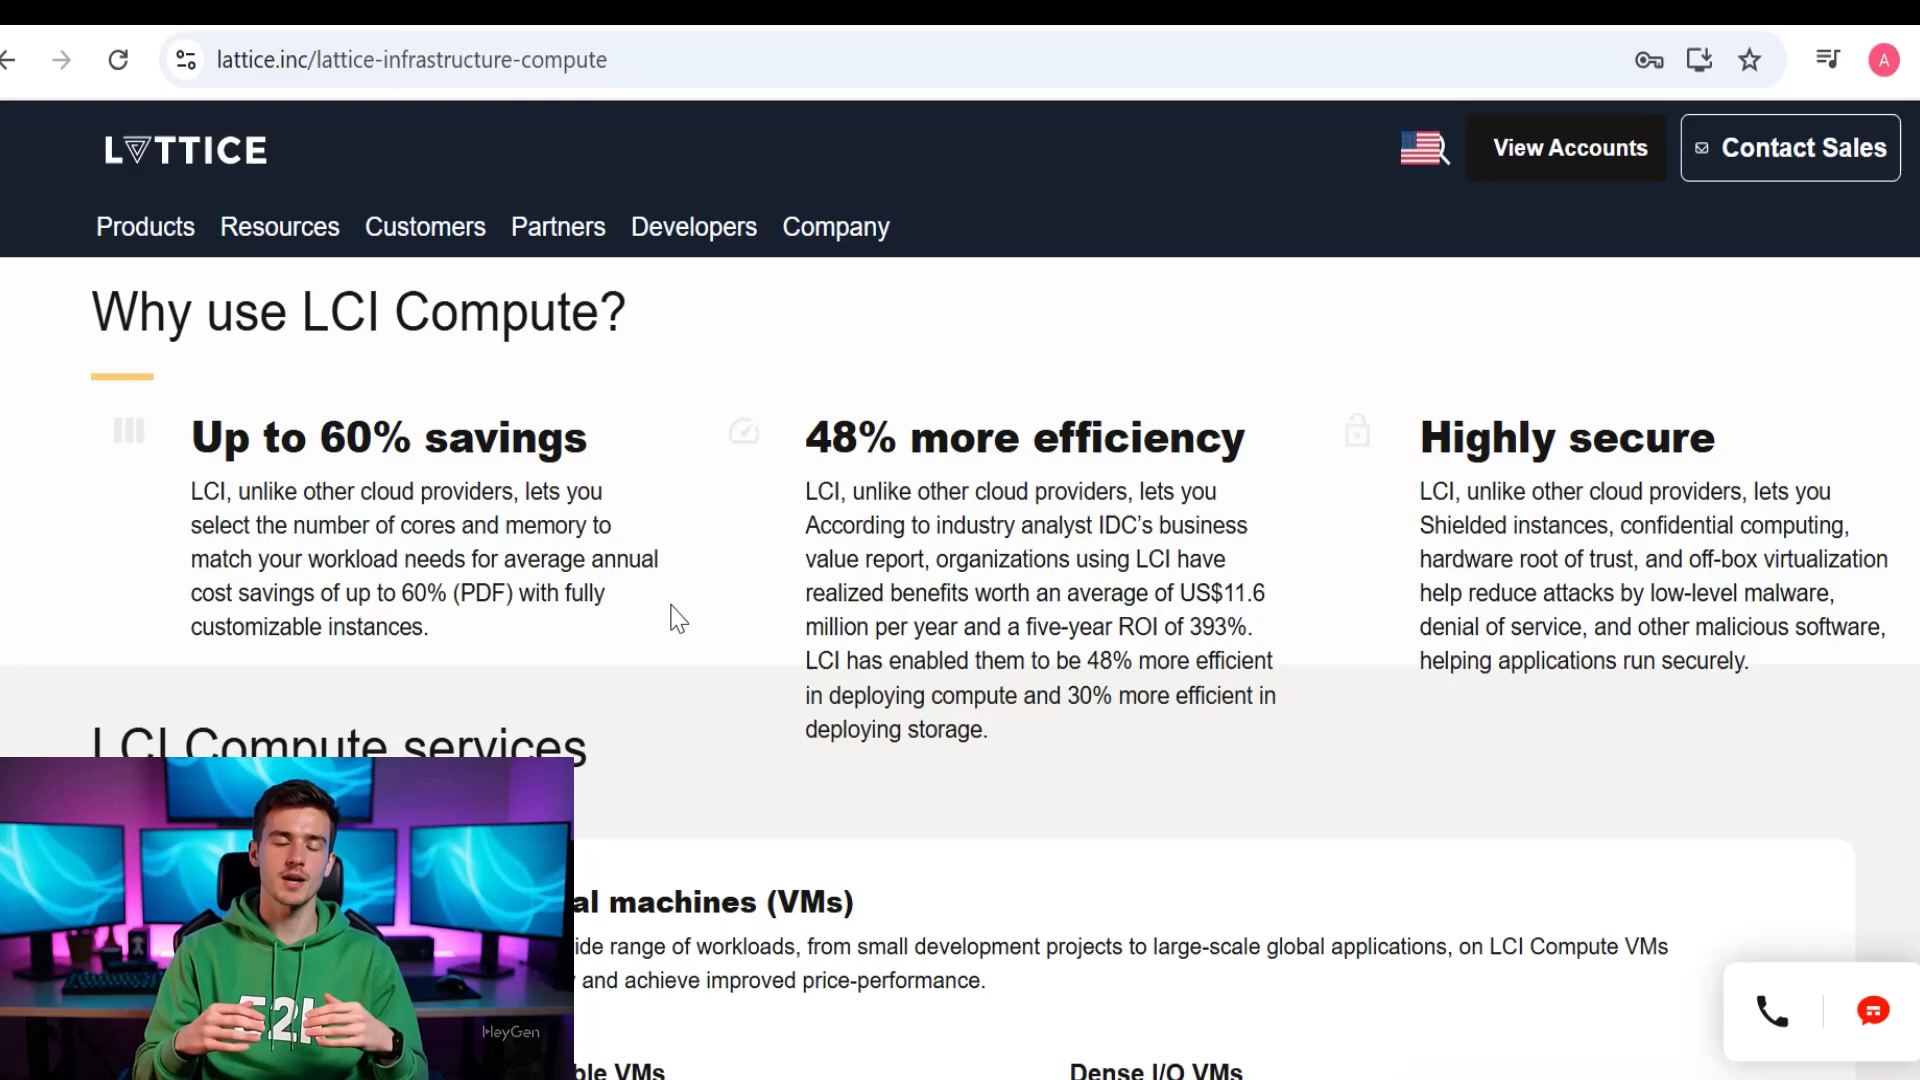 lattice.inc/lattice-infrastructure-compute
A
LATTICE
View Accounts
Contact Sales
Products Resources Customers Partners Developers Company
Why use LCI Compute?
Up to 60% savings
LCI, unlike other cloud providers, lets you
select the number of cores and memory to
match your workload needs for average annual
cost savings of up to 60% (PDF) with fully
customizable instances.
48% more efficiency
LCI, unlike other cloud providers, lets you
According to industry analyst IDC's business
value report, organizations using LCI have
realized benefits worth an average of US$11.6
million per year and a five-year ROI of 393%.
LCI has enabled them to be 48% more efficient
in deploying compute and 30% more efficient in
deploying storage.
Highly secure
LCI, unlike other cloud providers, lets you
Shielded instances, confidential computing,
hardware root of trust, and off-box virtualization
help reduce attacks by low-level malware,
denial of service, and other malicious software,
helping applications run securely.
LCI Compute services
al machines (VMs)
ide range of workloads, from small development projects to large-scale global applications, on LCI Compute VMs
and achieve improved price-performance.
ble VMs
Dense I/O VMs
HeyGen